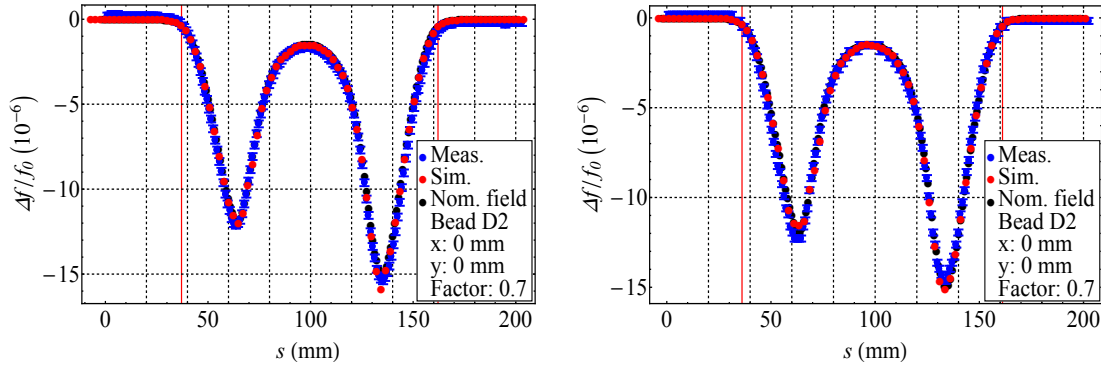 0
−5
−10
−15
Δf/f0 (10−6)
Meas.
Sim.
Nom. field
Bead D2
x: 0 mm
y: 0 mm
Factor: 0.7
0 50 100 150 200
s (mm)
0
−5
−10
−15
Δf/f0 (10−6)
Meas.
Sim.
Nom. field
Bead D2
x: 0 mm
y: 0 mm
Factor: 0.7
0 50 100 150 200
s (mm)